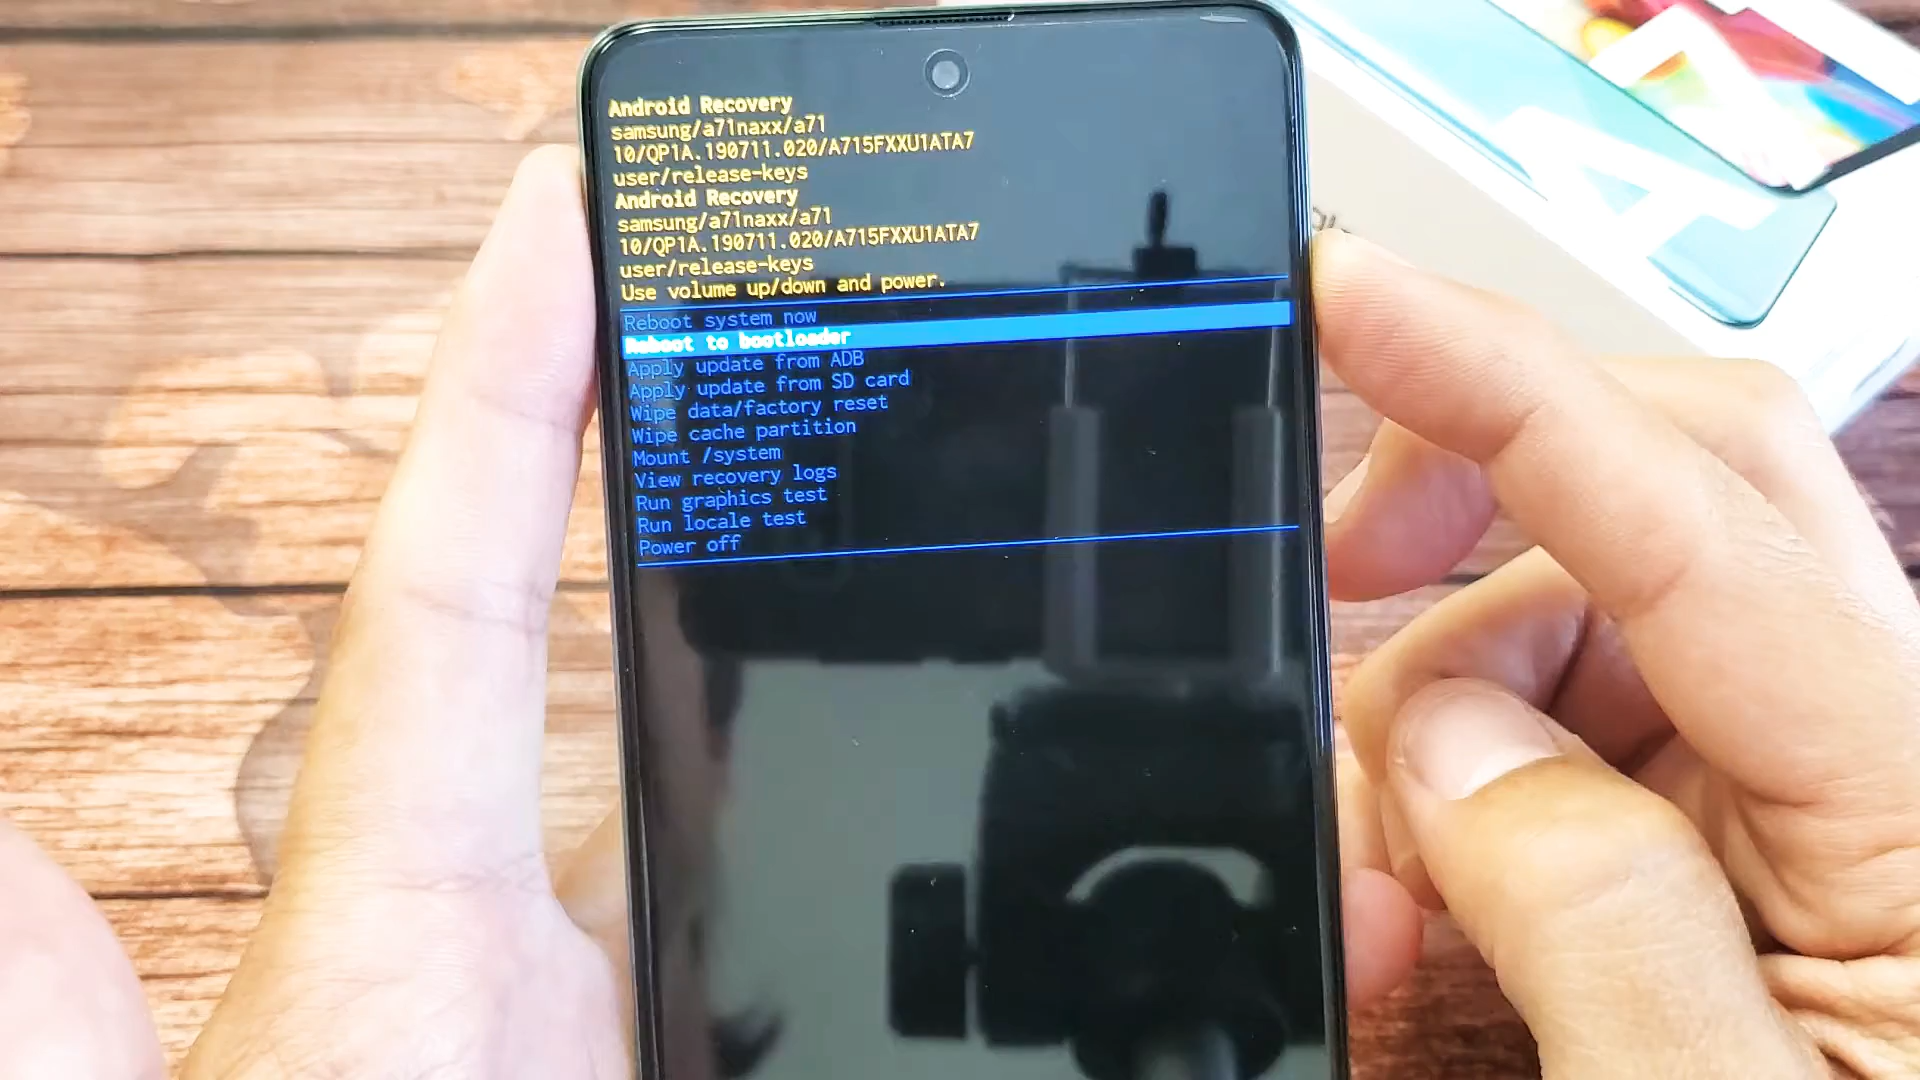 Android Recovery
samsung/a71naxx/a71
10/QP1A.190711.020/A715FXXU1ATA7
user/release-keys
Android Recovery
samsung/a71naxx/a71
10/QP1A.190711.020/A715FXXU1ATA7
user/release-keys
Use volume up/down and power.
Reboot system now
Reboot to bootloader
Apply update from ADB
Apply update from SD card
Wipe data/factory reset
Wipe cache partition
Mount /system
View recovery logs
Run graphics test
Run locale test
Power off